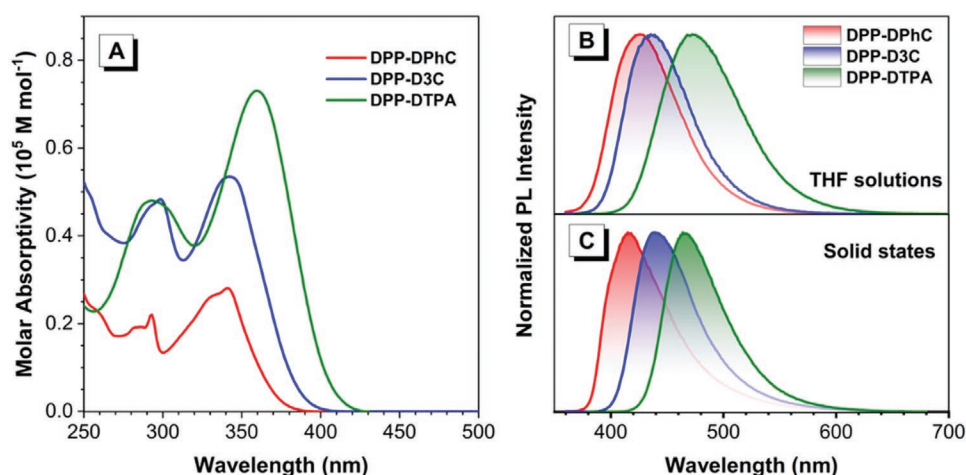 A
DPP-DPhC
DPP-D3C
DPP-DTPA
Molar Absorptivity (10⁵ M mol⁻¹)
0.8
0.6
0.4
0.2
0.0
250 300 350 400 450 500
Wavelength (nm)
B
DPP-DPhC
DPP-D3C
DPP-DTPA
THF solutions
C
Solid states
Normalized PL Intensity
400 500 600 700
Wavelength (nm)